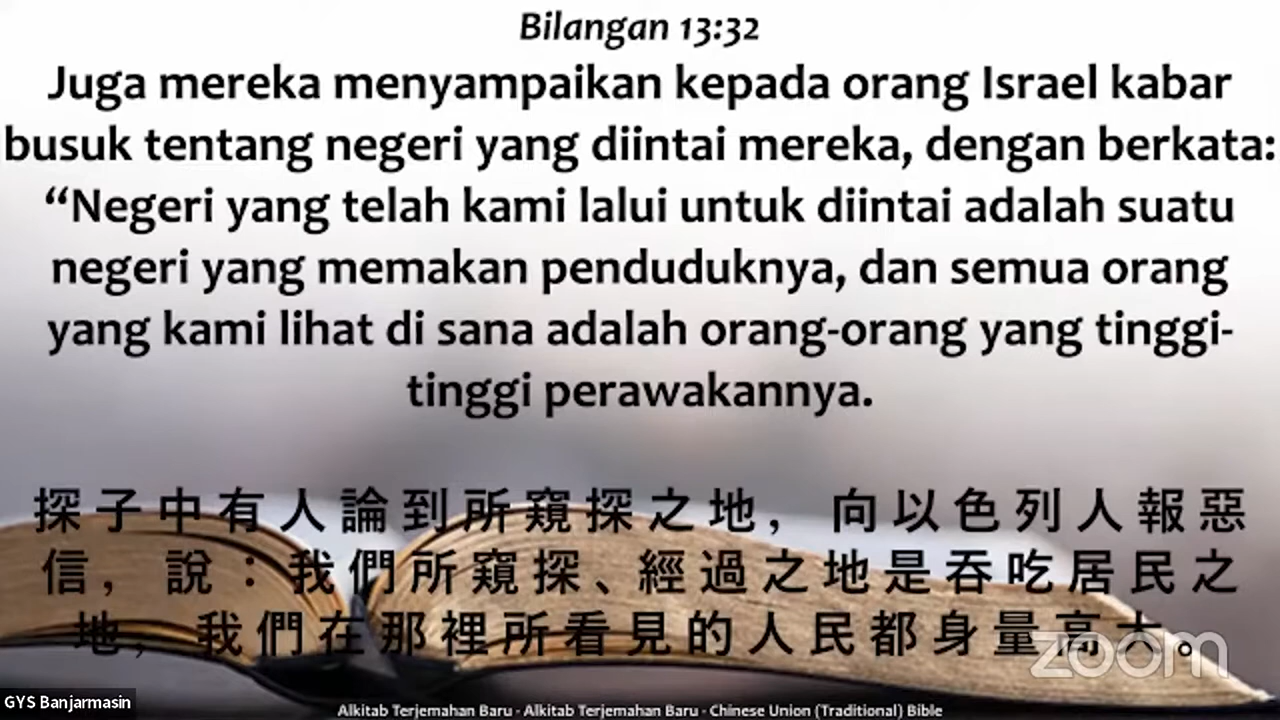 Bilangan 13:32
Juga mereka menyampaikan kepada orang Israel kabar
busuk tentang negeri yang diintai mereka, dengan berkata:
“Negeri yang telah kami lalui untuk diintai adalah suatu
negeri yang memakan penduduknya, dan semua orang
yang kami lihat di sana adalah orang-orang yang tinggi-
tinggi perawakannya.
探子中有人論到所窺探之地，向以色列人報惡
信，說：我們所窺探、經過之地是吞吃居民之
地，我們在那裡所看見的人民都身量高大。
zoom
GYS Banjarmasin
Alkitab Terjemahan Baru - Alkitab Terjemahan Baru - Chinese Union (Traditional) Bible